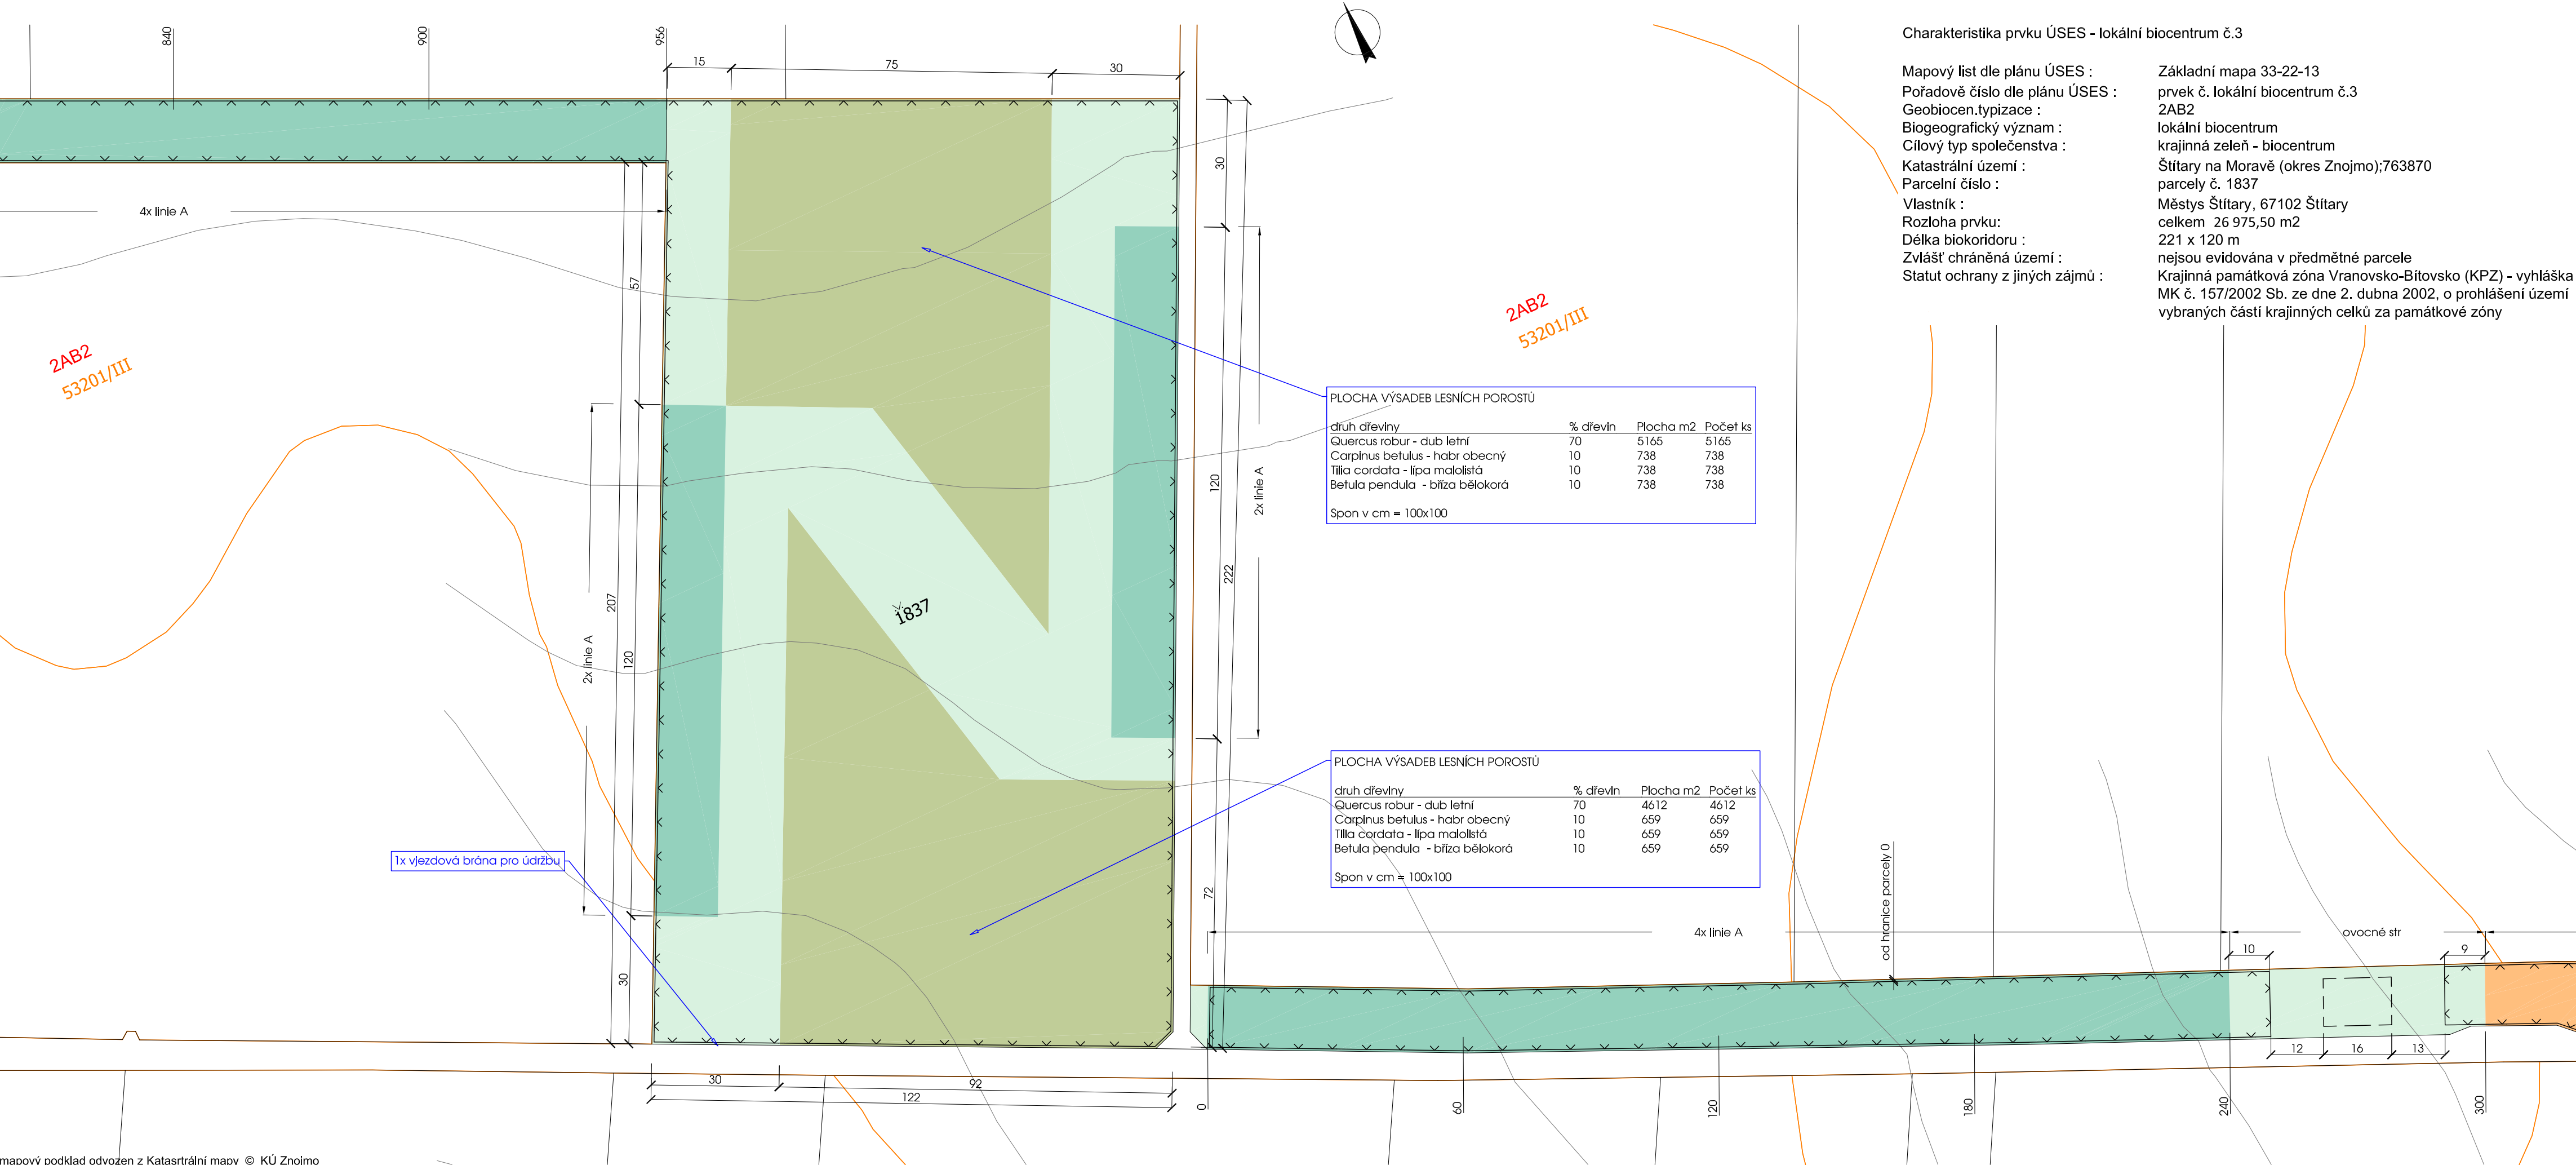 Charakteristika prvku ÚSES - lokální biocentrum č.3
Mapový list dle plánu ÚSES : Základní mapa 33-22-13
Pořadově číslo dle plánu ÚSES : prvek č. lokální biocentrum č.3
Geobiocen.typizace : 2AB2
Biogeografický význam : lokální biocentrum
Cílový typ společenstva : krajinná zeleň - biocentrum
Katastrální území : Štítary na Moravě (okres Znojmo);763870
Parcelní číslo : parcely č. 1837
Vlastník : Městys Štítary, 67102 Štítary
Rozloha prvku: celkem 26 975,50 m2
Délka biokoridoru : 221 x 120 m
Zvlášť chráněná území : nejsou evidována v předmětné parcele
Statut ochrany z jiných zájmů : Krajinná památková zóna Vranovsko-Bítovsko (KPZ) - vyhláška
MK č. 157/2002 Sb. ze dne 2. dubna 2002, o prohlášení území
vybraných částí krajinných celků za památkové zóny
840
900
956
15
75
30
4x linie A
57
30
2AB2
53201/III
2AB2
53201/III
PLOCHA VÝSADEB LESNÍCH POROSTŮ
druh dřeviny % dřevin Plocha m2 Počet ks
Quercus robur - dub letní 70 5165 5165
Carpinus betulus - habr obecný 10 738 738
Tilia cordata - lípa malolistá 10 738 738
Betula pendula - bříza bělokorá 10 738 738
Spon v cm = 100x100
120
2x linie A
222
207
120
2x linie A
1837
PLOCHA VÝSADEB LESNÍCH POROSTŮ
druh dřeviny % dřevin Plocha m2 Počet ks
Quercus robur - dub letní 70 4612 4612
Carpinus betulus - habr obecný 10 659 659
Tilia cordata - lípa malolistá 10 659 659
Betula pendula - bříza bělokorá 10 659 659
Spon v cm = 100x100
1x vjezdová brána pro údržbu
72
30
od hranice parcely 0
4x linie A
ovocné str
10
9
12
16
13
30
92
122
0
60
120
180
240
300
mapový podklad odvozen z Katasrtrální mapy © KÚ Znojmo